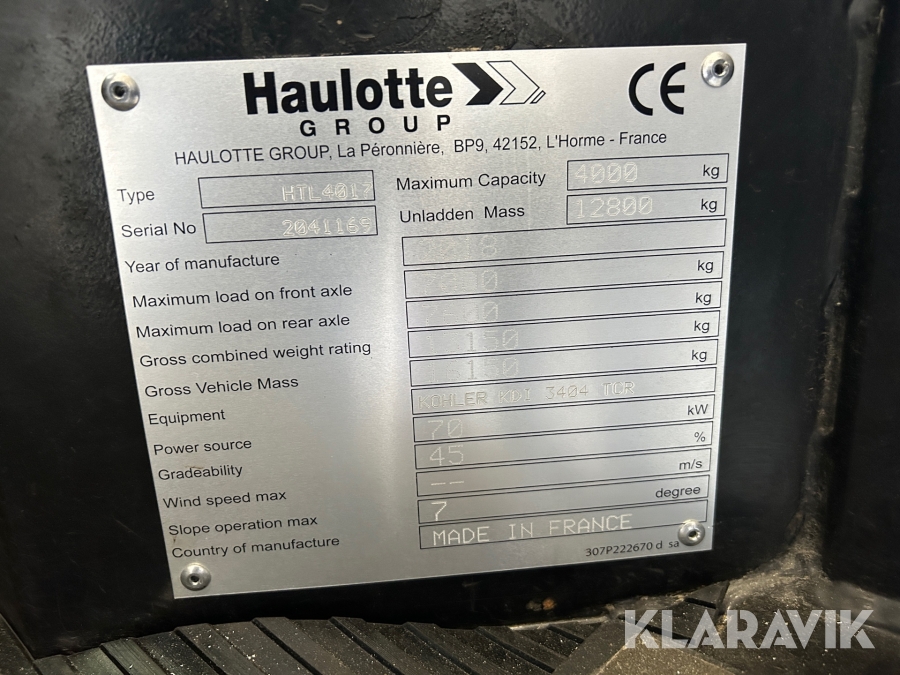 Haulotte
GROUP
CE
HAULOTTE GROUP, La Péronnière, BP9, 42152, L'Horme - France
Type HTL4017 Maximum Capacity 4000 kg
Serial No 2041169 Unladden Mass 12800 kg
Year of manufacture
Maximum load on front axle kg
Maximum load on rear axle kg
Gross combined weight rating kg
Gross Vehicle Mass kg
Equipment KOHLER KDI 3404 TCR
Power source 70 kW
Gradeability 45 %
Wind speed max -- m/s
Slope operation max 7 degree
Country of manufacture MADE IN FRANCE
307P222670 d sa
KLARAVIK